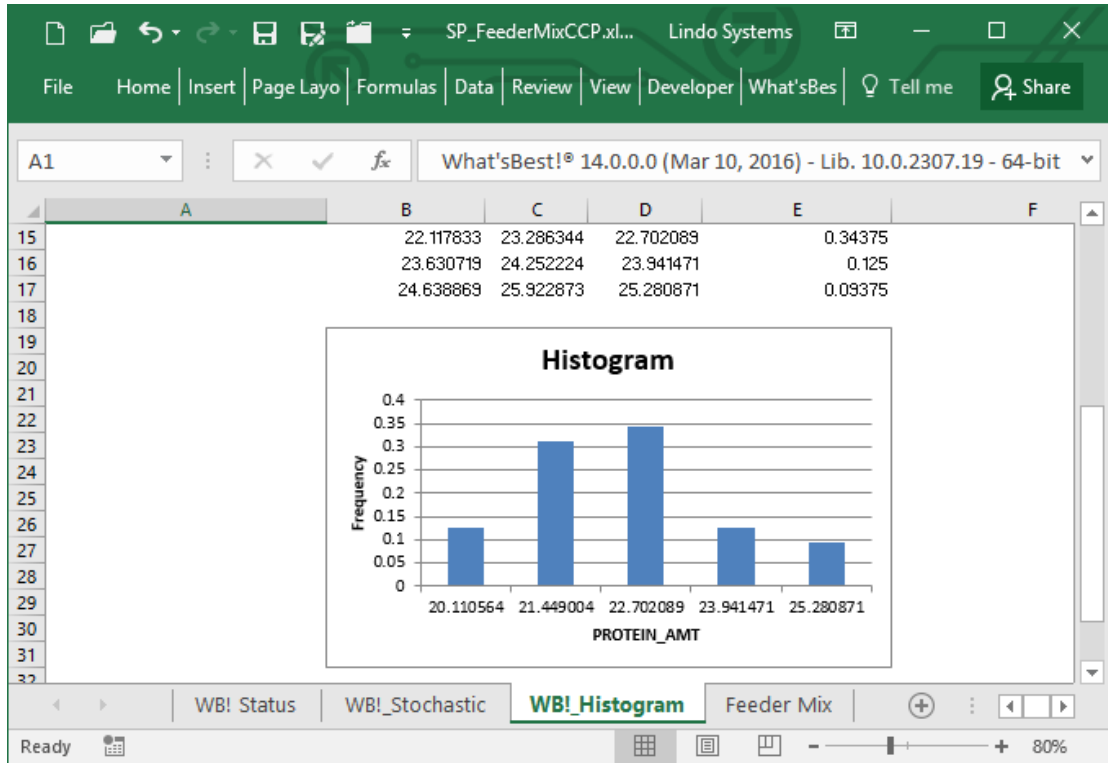 SP_FeederMixCCP.xl... Lindo Systems
File Home Insert Page Layo Formulas Data Review View Developer What'sBes Tell me Share
A1 fx What'sBest!® 14.0.0.0 (Mar 10, 2016) - Lib. 10.0.2307.19 - 64-bit
A B C D E F
15 22.117833 23.286344 22.702089 0.34375
16 23.630719 24.252224 23.941471 0.125
17 24.638869 25.922873 25.280871 0.09375
18
19
20
21
22
23
24
25
26
27
28
29
30
31
32
Histogram
0.4
0.35
0.3
0.25
0.2
0.15
0.1
0.05
0
Frequency
20.110564 21.449004 22.702089 23.941471 25.280871
PROTEIN_AMT
WB! Status WB!_Stochastic WB!_Histogram Feeder Mix
Ready 80%